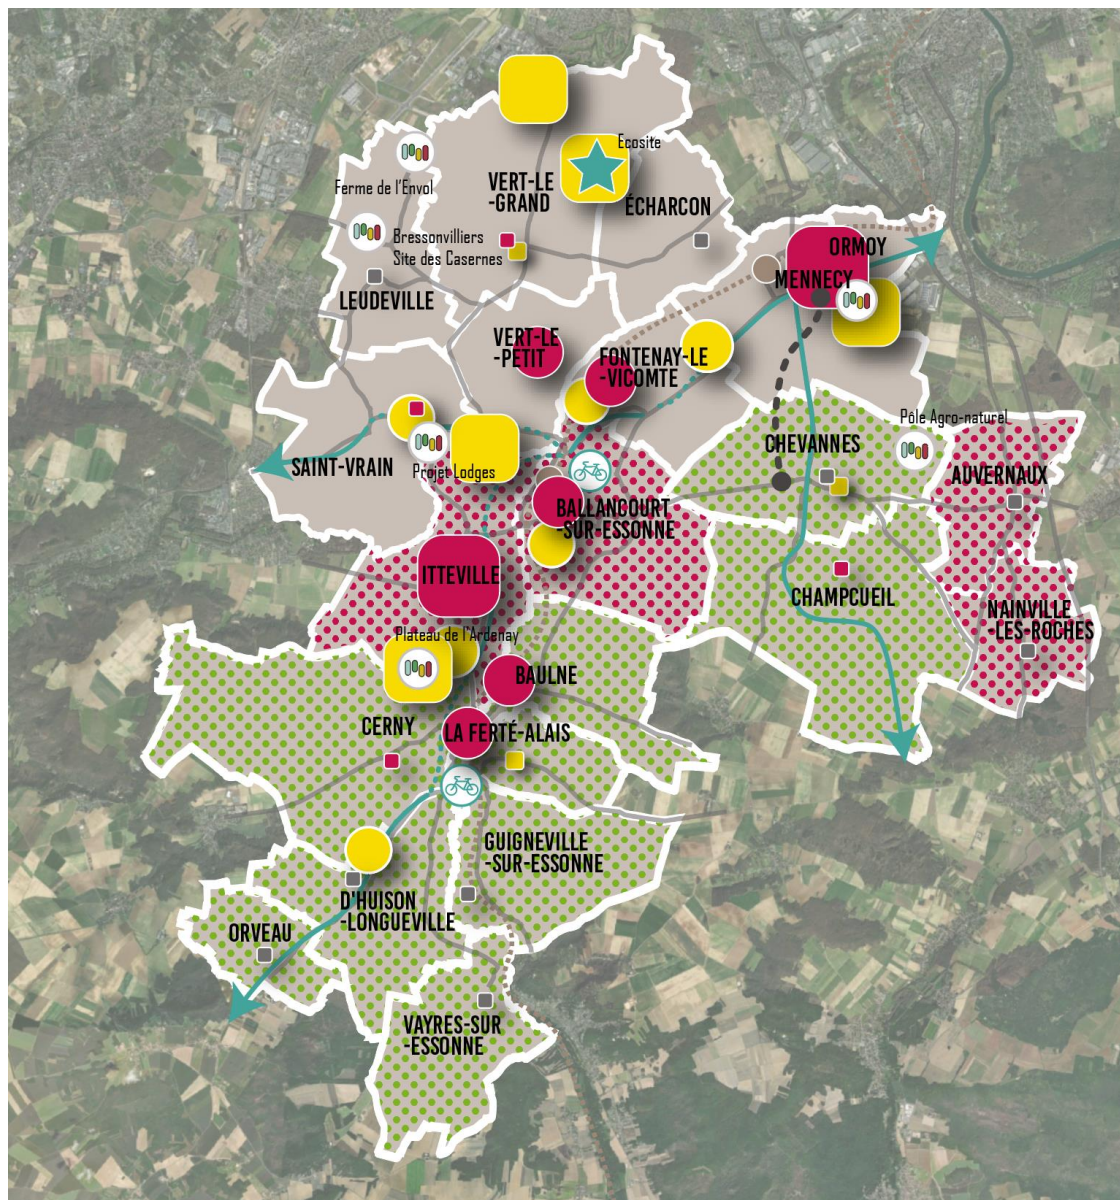 Ecosite
Ferme de l'Envol
VERT-LE
-GRAND
ÉCHARCON
Bressonvilliers
Site des Casernes
ORMOY
MENNECY
LEUDEVILLE
VERT-LE
-PETIT
FONTENAY-LE
-VICOMTE
Pôle Agro-naturel
CHEVANNES
SAINT-VRAIN
Projet Lodges
AUVERNAUX
BALLANCOURT
-SUR-ESSONNE
ITTEVILLE
CHAMPCUEIL
NAINVILLE
-LES-ROCHES
Plateau de l'Ardenay
BAULNE
CERNY
LA FERTÉ-ALAIS
GUIGNEVILLE
-SUR-ESSONNE
D'HUISON
-LONGUEVILLE
ORVEAU
VAYRES-SUR
-ESSONNE